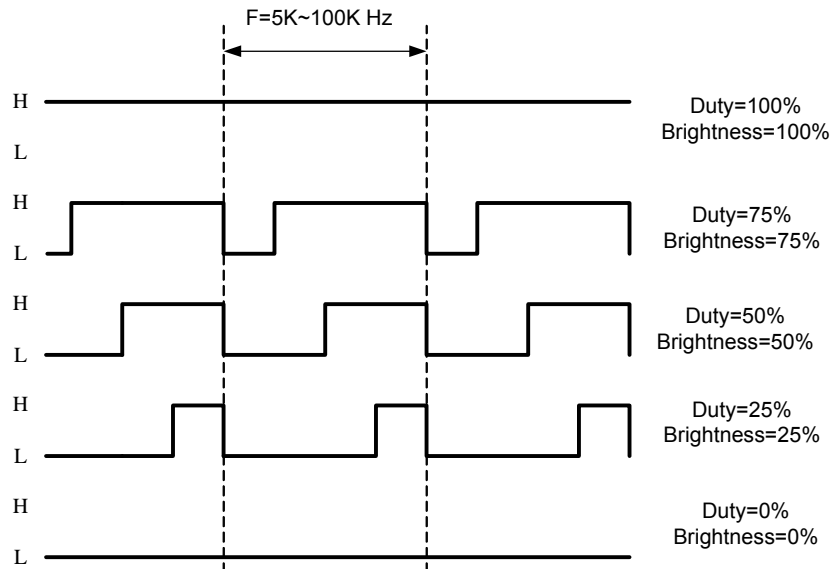 F=5K~100K Hz
H
Duty=100%
Brightness=100%
L
H
Duty=75%
Brightness=75%
L
H
Duty=50%
Brightness=50%
L
H
Duty=25%
Brightness=25%
L
H
Duty=0%
Brightness=0%
L